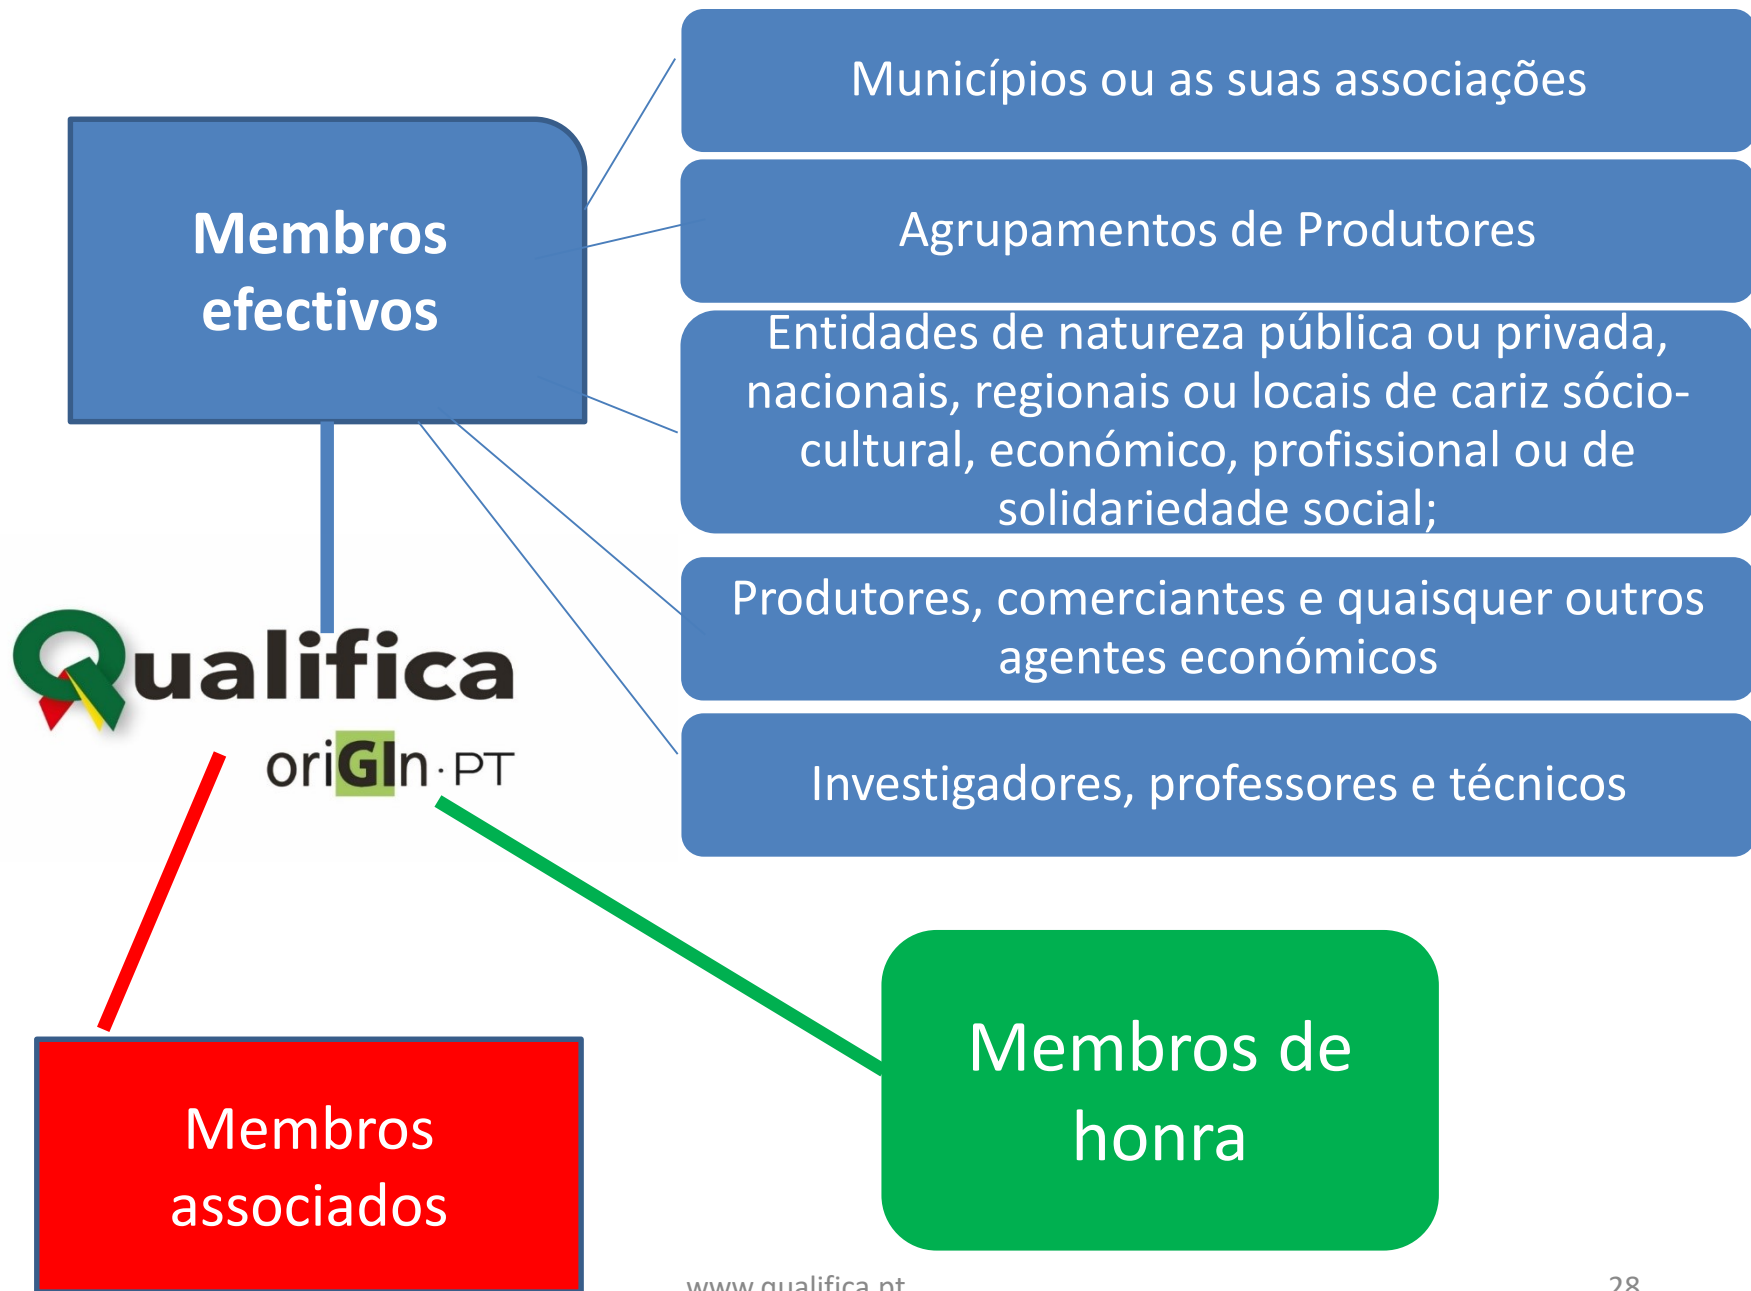 Municípios ou as suas associações
Membros
efectivos
Agrupamentos de Produtores
Entidades de natureza pública ou privada,
nacionais, regionais ou locais de cariz sócio-
cultural, económico, profissional ou de
solidariedade social;
Produtores, comerciantes e quaisquer outros
agentes económicos
Investigadores, professores e técnicos
Qualifica
oriGIn·PT
Membros de
honra
Membros
associados
www.qualifica.pt
28